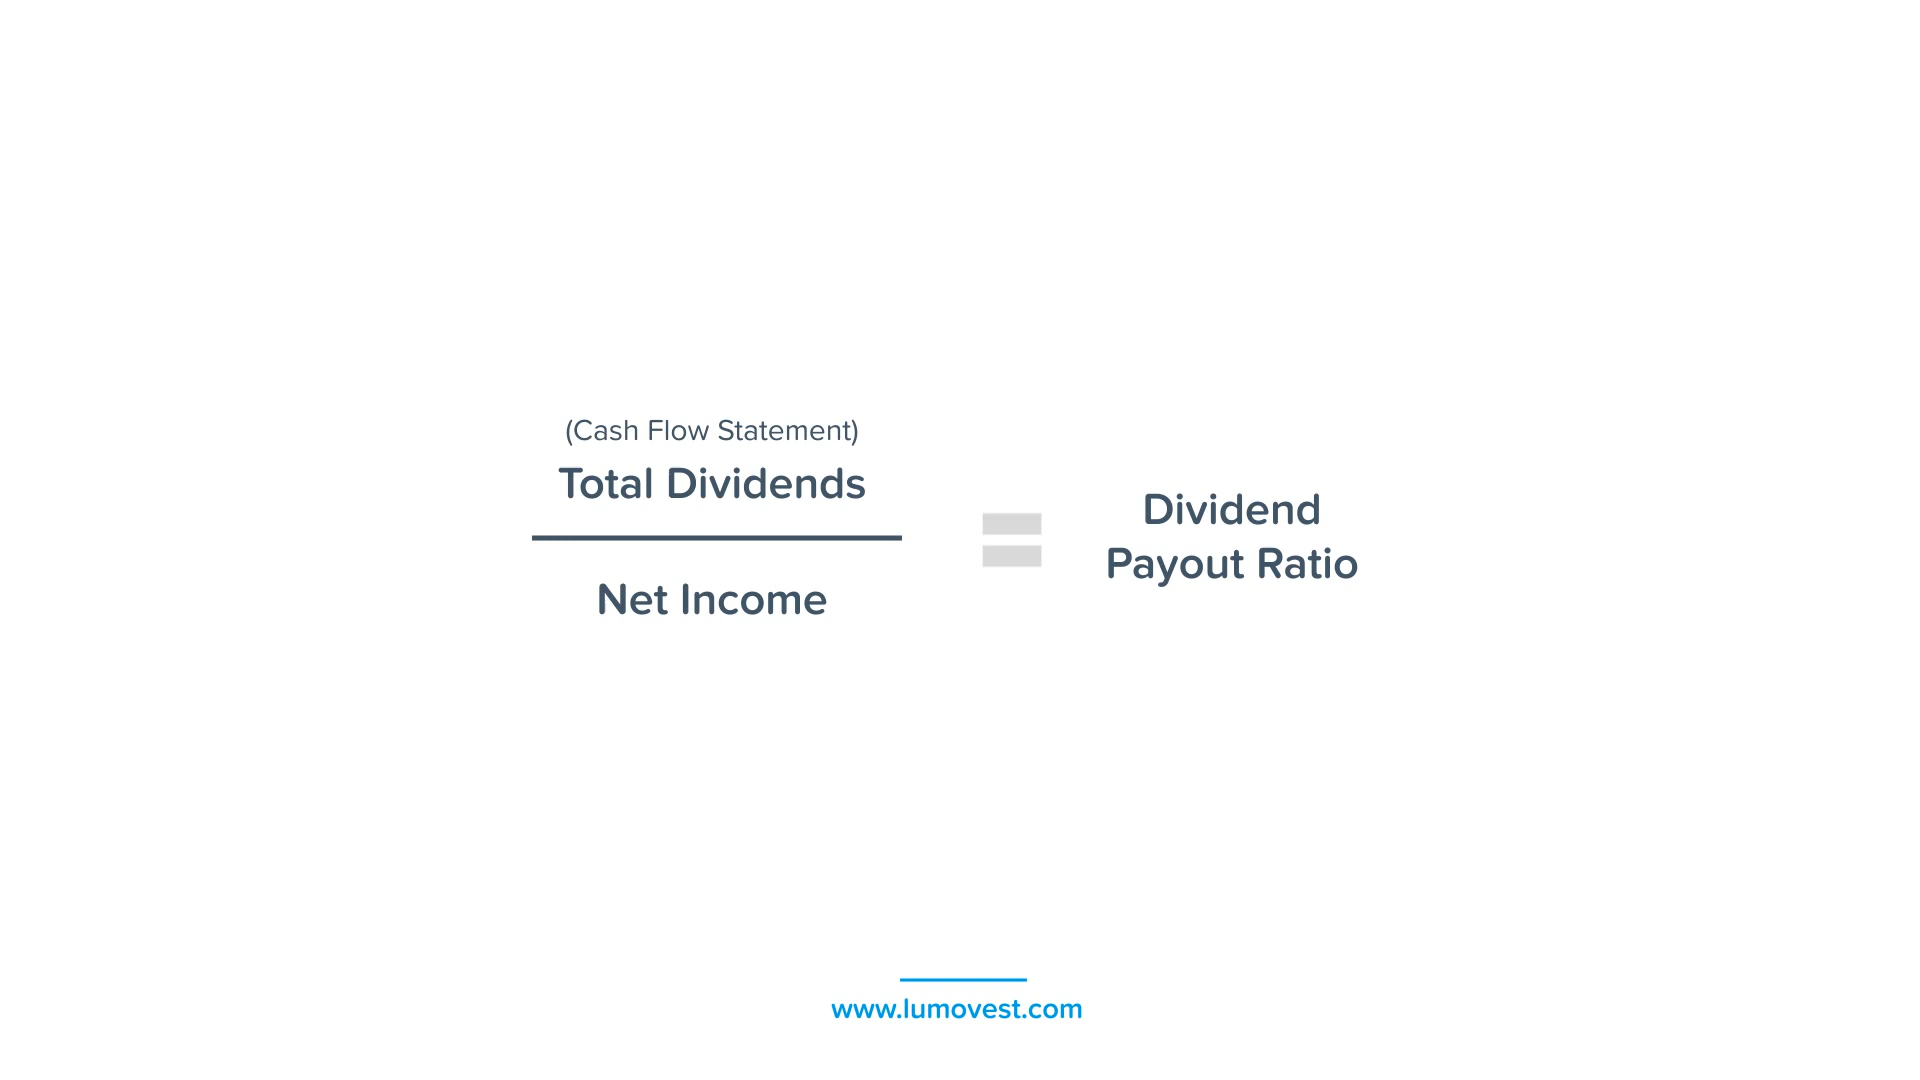 (Cash Flow Statement)
Total Dividends
Net Income
Dividend
Payout Ratio
www.lumovest.com